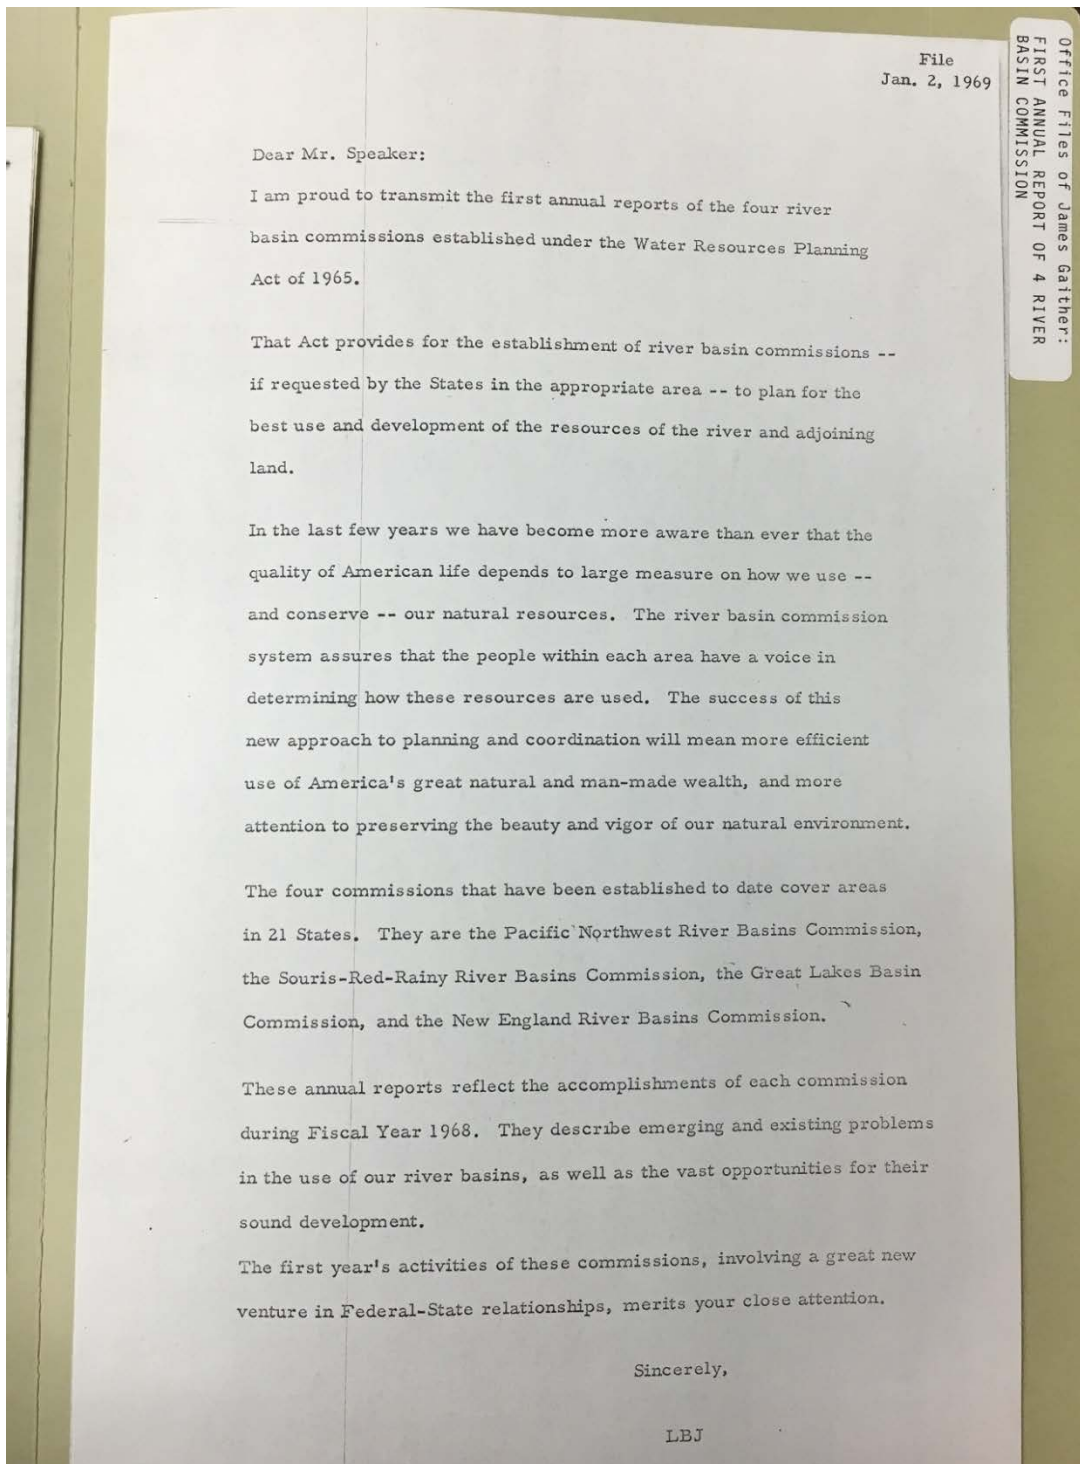 File
Jan. 2, 1969
Office Files of James Gaither:
FIRST ANNUAL REPORT OF 4 RIVER
BASIN COMMISSION
Dear Mr. Speaker:
I am proud to transmit the first annual reports of the four river
basin commissions established under the Water Resources Planning
Act of 1965.
That Act provides for the establishment of river basin commissions --
if requested by the States in the appropriate area -- to plan for the
best use and development of the resources of the river and adjoining
land.
In the last few years we have become more aware than ever that the
quality of American life depends to large measure on how we use --
and conserve -- our natural resources. The river basin commission
system assures that the people within each area have a voice in
determining how these resources are used. The success of this
new approach to planning and coordination will mean more efficient
use of America's great natural and man-made wealth, and more
attention to preserving the beauty and vigor of our natural environment.
The four commissions that have been established to date cover areas
in 21 States. They are the Pacific Northwest River Basins Commission,
the Souris-Red-Rainy River Basins Commission, the Great Lakes Basin
Commission, and the New England River Basins Commission.
These annual reports reflect the accomplishments of each commission
during Fiscal Year 1968. They describe emerging and existing problems
in the use of our river basins, as well as the vast opportunities for their
sound development.
The first year's activities of these commissions, involving a great new
venture in Federal-State relationships, merits your close attention.
Sincerely,
LBJ